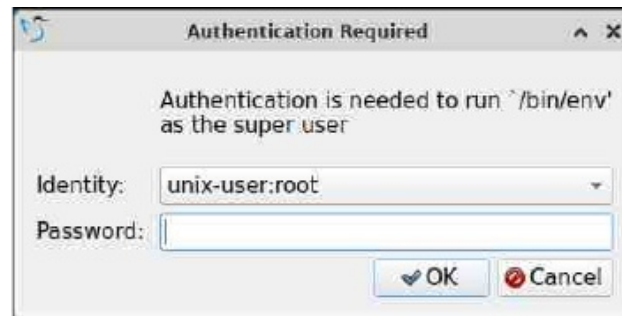 Authentication Required
Authentication is needed to run `/bin/env'
as the super user
Identity: unix-user:root
Password:
OK Cancel